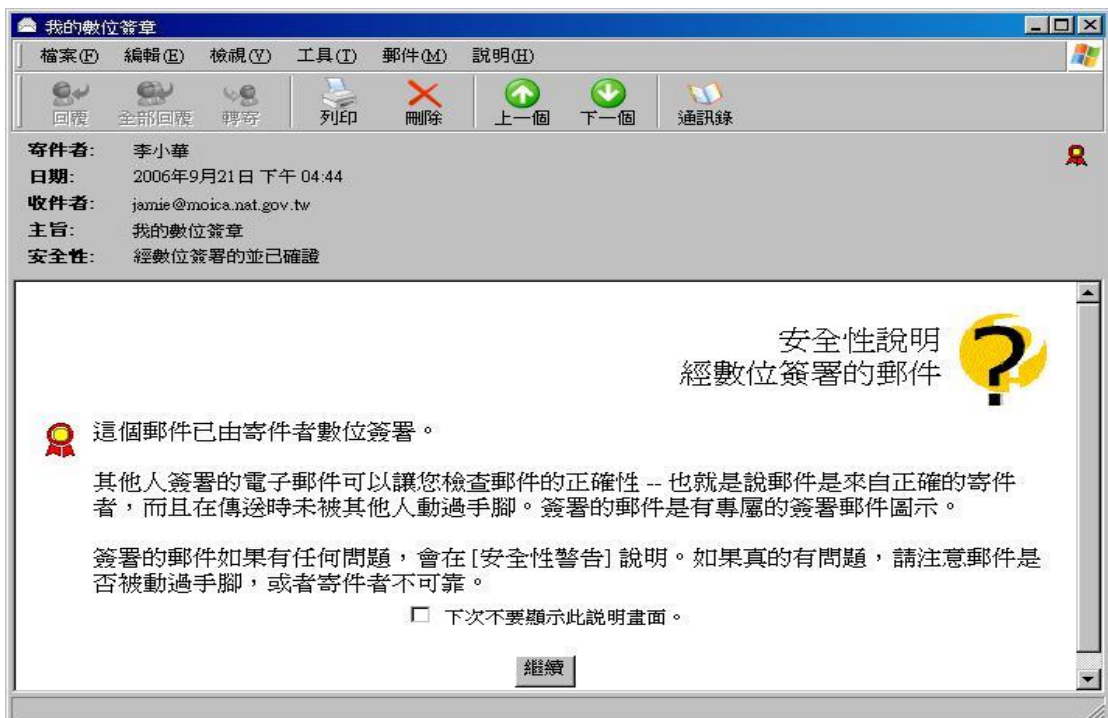 我的數位簽章
檔案(F) 編輯(E) 檢視(V) 工具(T) 郵件(M) 說明(H)
回覆 全部回覆 轉寄 列印 刪除 上一個 下一個 通訊錄
寄件者: 李小華
日期: 2006年9月21日 下午 04:44
收件者: jamie@moica.nat.gov.tw
主旨: 我的數位簽章
安全性: 經數位簽署的並已確證
安全性說明
經數位簽署的郵件
這個郵件已由寄件者數位簽署。
其他人簽署的電子郵件可以讓您檢查郵件的正確性 -- 也就是說郵件是來自正確的寄件
者，而且在傳送時未被其他人動過手腳。簽署的郵件是有專屬的簽署郵件圖示。
簽署的郵件如果有任何問題，會在 [安全性警告] 說明。如果真的有問題，請注意郵件是
否被動過手腳，或者寄件者不可靠。
下次不要顯示此說明畫面。
繼續